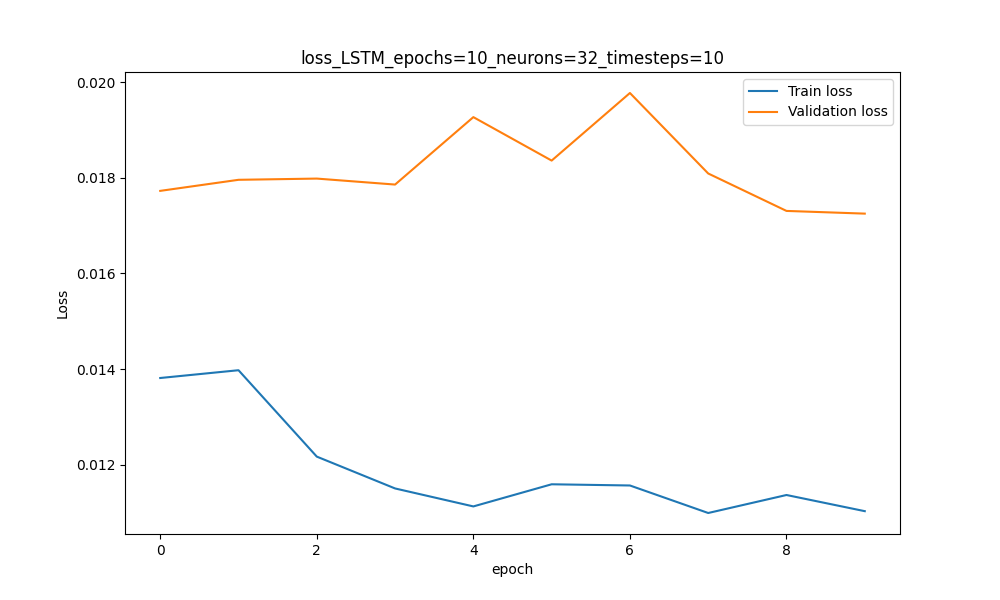 loss_LSTM_epochs=10_neurons=32_timesteps=10
Train loss
Validation loss
0.020
0.018
0.016
0.014
0.012
Loss
0 2 4 6 8
epoch